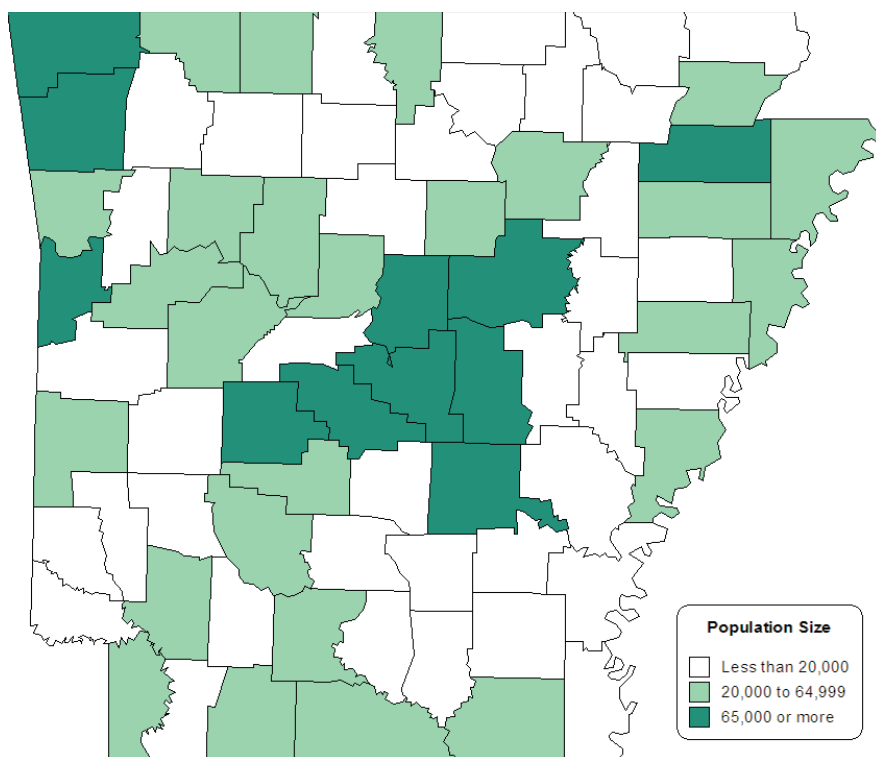 Population Size
Less than 20,000
20,000 to 64,999
65,000 or more